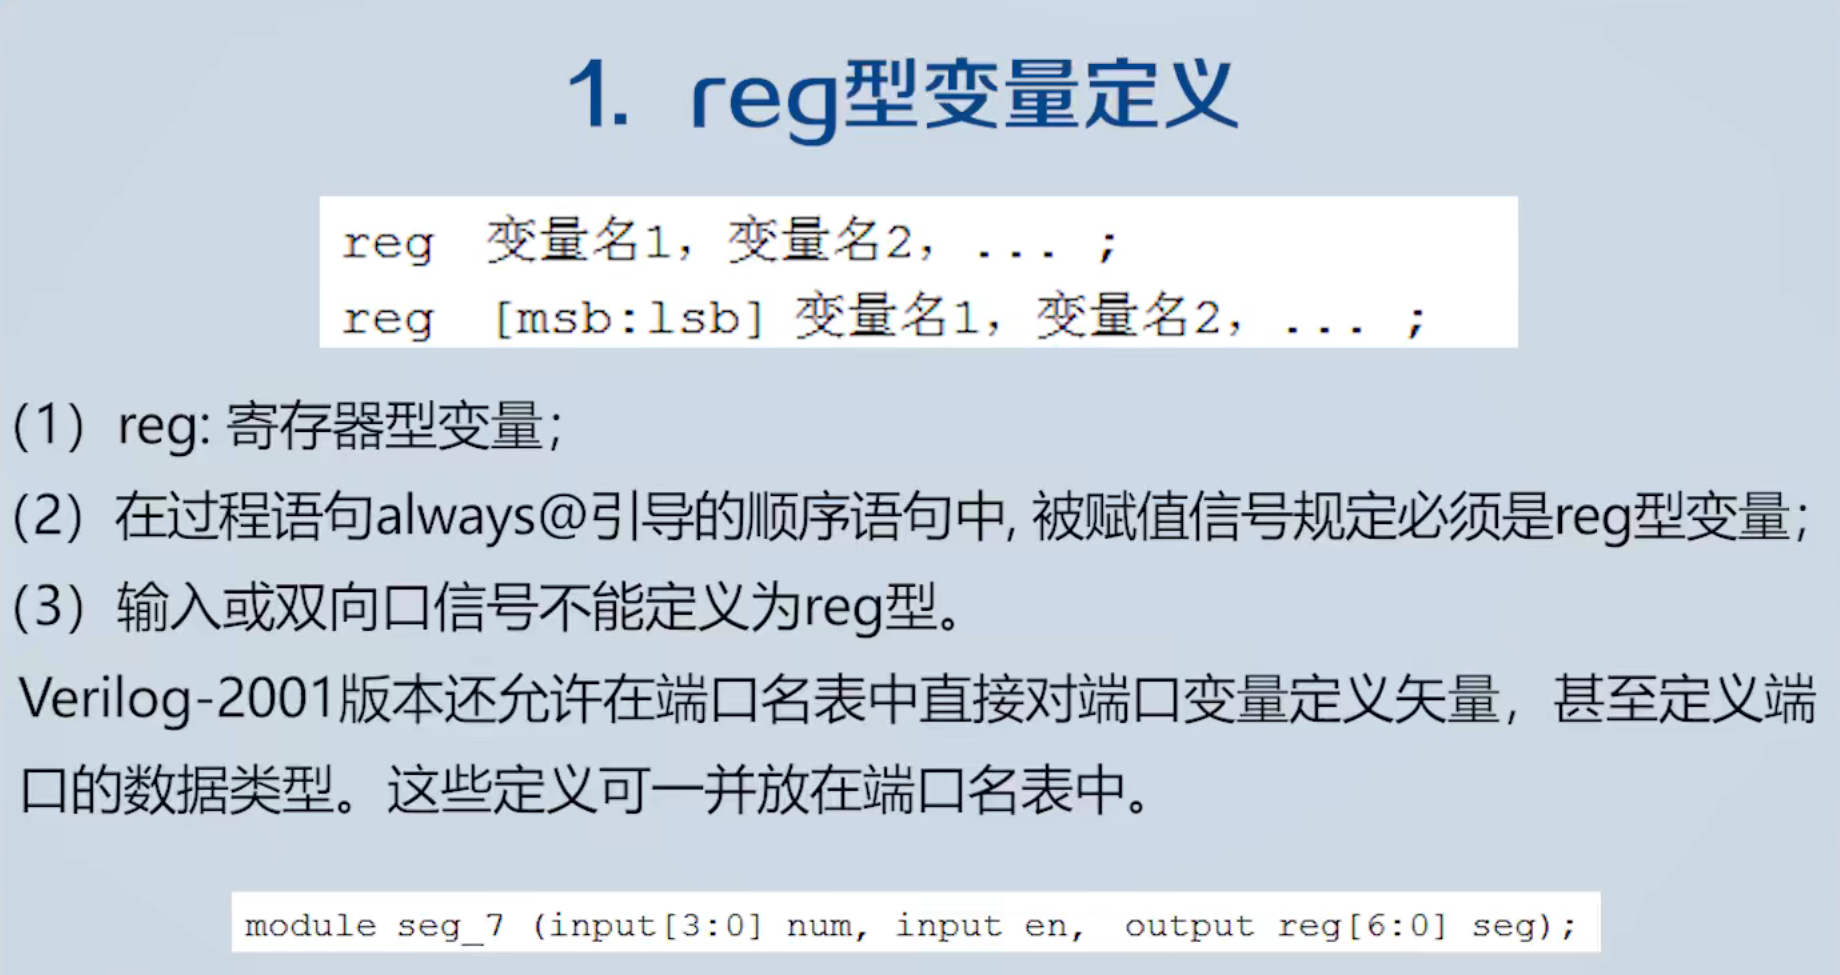 1. reg型变量定义
reg 变量名1，变量名2，... ;
reg [msb:lsb] 变量名1，变量名2，... ;
（1）reg: 寄存器型变量；
（2）在过程语句always@引导的顺序语句中, 被赋值信号规定必须是reg型变量；
（3）输入或双向口信号不能定义为reg型。
Verilog-2001版本还允许在端口名表中直接对端口变量定义矢量，甚至定义端
口的数据类型。这些定义可一并放在端口名表中。
module seg_7 (input[3:0] num, input en, output reg[6:0] seg);